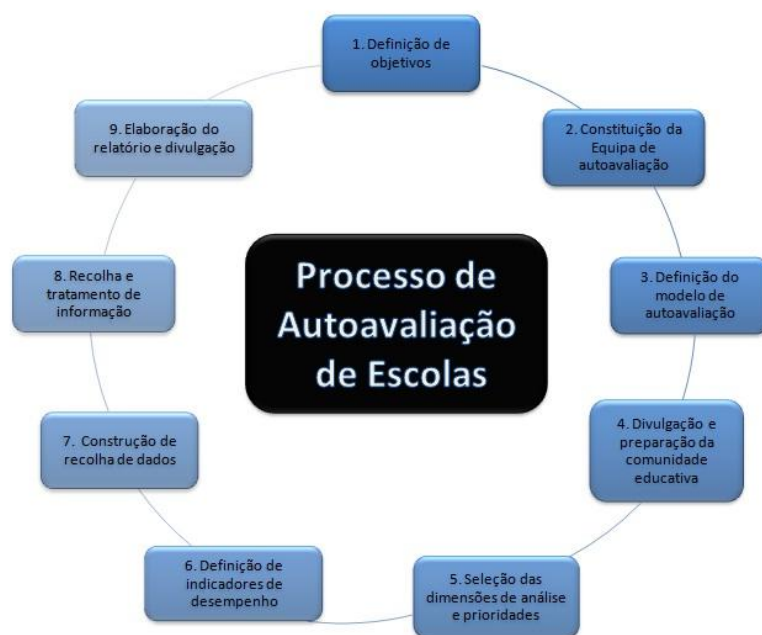 1. Definição de
objetivos
2. Constituição da
Equipa de
autoavaliação
3. Definição do
modelo de
autoavaliação
4. Divulgação e
preparação da
comunidade
educativa
5. Seleção das
dimensões de análise
e prioridades
6. Definição de
indicadores de
desempenho
7. Construção de
recolha de dados
8. Recolha e
tratamento de
informação
9. Elaboração do
relatório e divulgação
Processo de
Autoavaliação
de Escolas